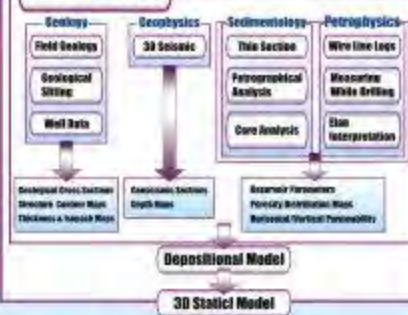 Geology
Geophysics
Sedimentology
Petrophysics
Field Geology
Geological
Sitting
Well Data
3D Seismic
Thin Section
Petrographical
Analysis
Core Analysis
Wire line Logs
Measuring
While Drilling
Elan
Interpretation
Geological Cross Sections
Structure Contour Maps
Thickness & Isopach Maps
Sections
Depth Maps
Reservoir Parameters
Porosity Distribution Maps
Horizontal/Vertical Permeability
Depositional Model
3D Staticl Model